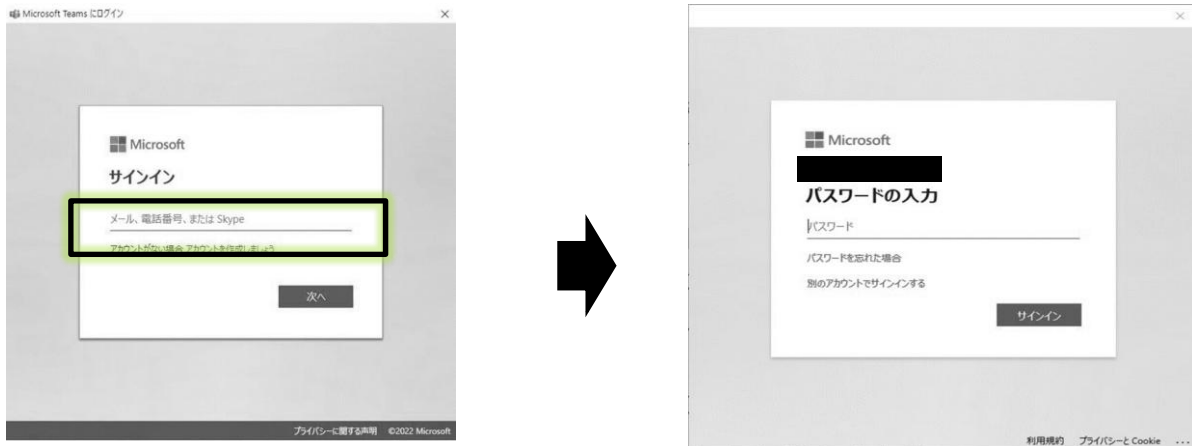 Microsoft Teams にログイン
Microsoft
サインイン
メール、電話番号、または Skype
アカウントがない場合 アカウントを作成しましょう
次へ
プライバシーに関する声明 ©2022 Microsoft
Microsoft
パスワードの入力
パスワード
パスワードを忘れた場合
別のアカウントでサインインする
サインイン
利用規約 プライバシーと Cookie ...